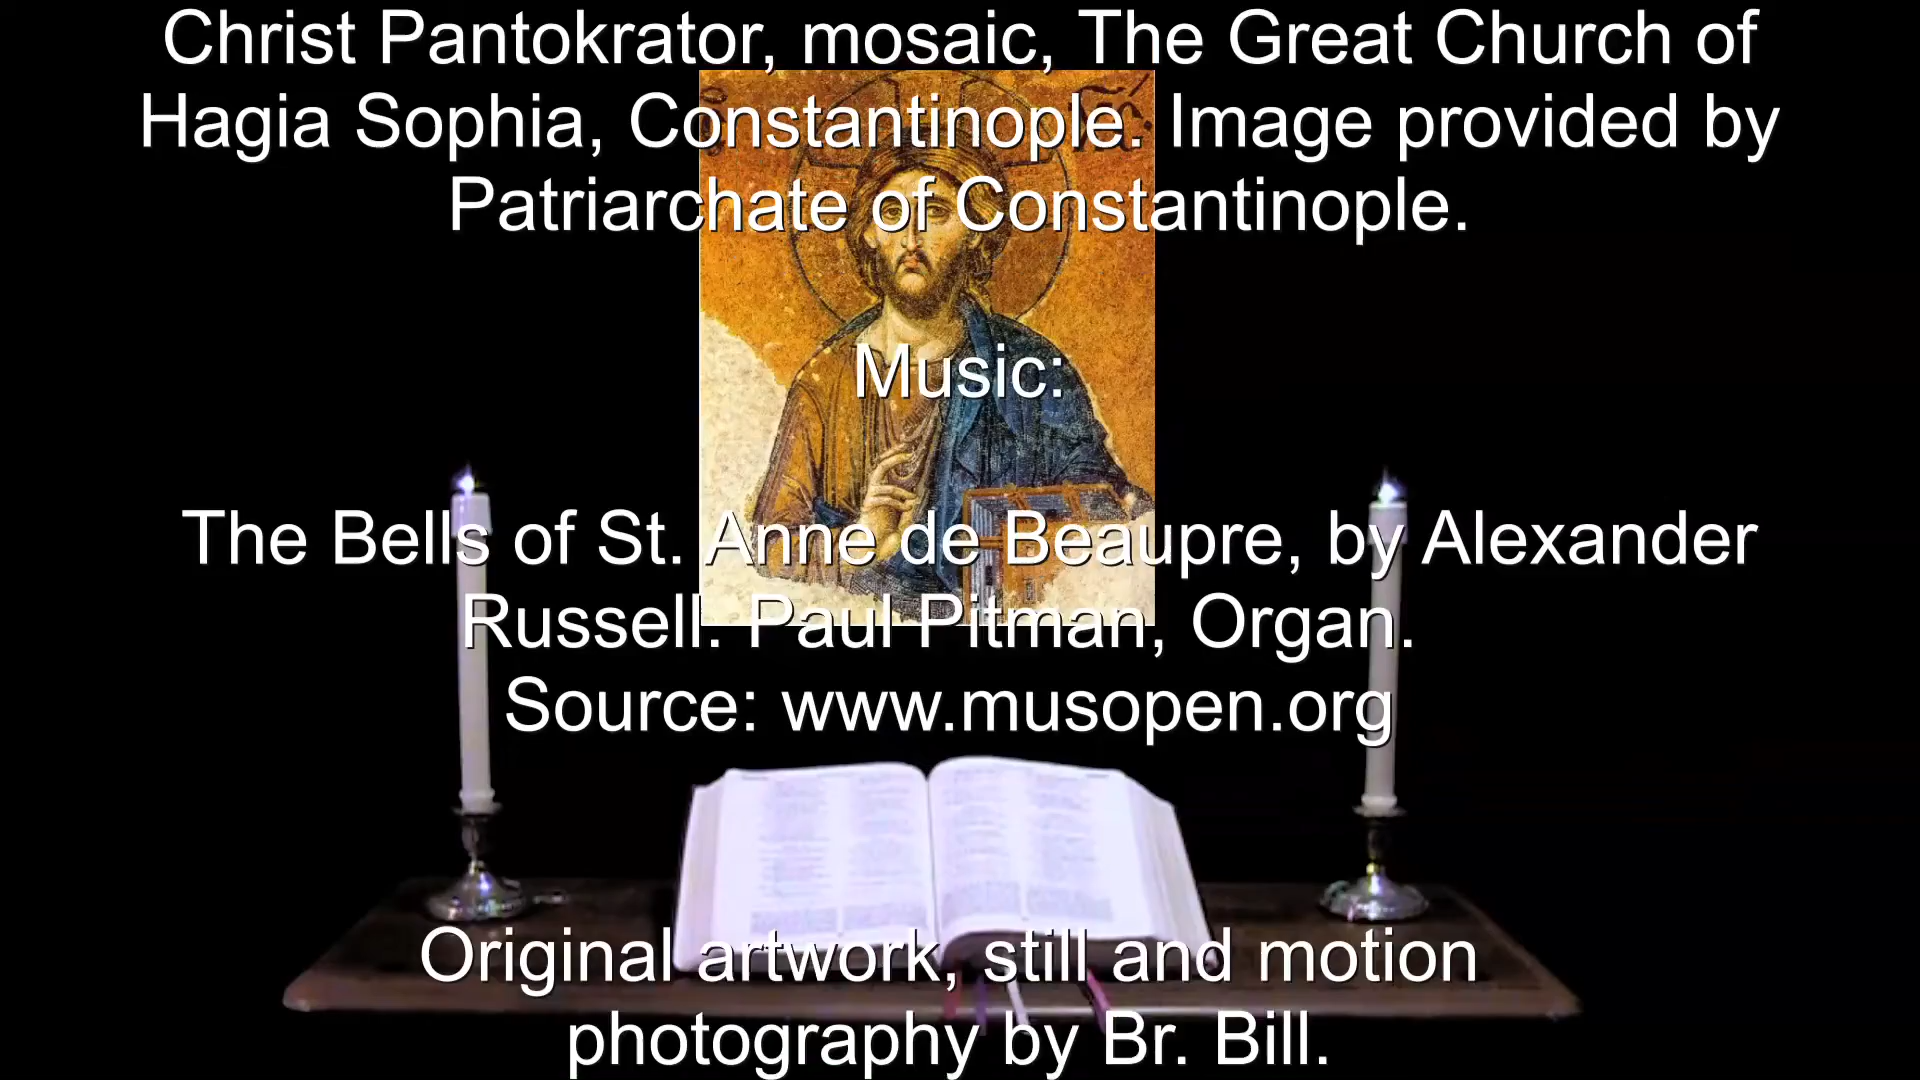 Christ Pantokrator, mosaic, The Great Church of
Hagia Sophia, Constantinople. Image provided by
Patriarchate of Constantinople.
Music:
The Bells of St. Anne de Beaupre, by Alexander
Russell. Paul Pitman, Organ.
Source: www.musopen.org
Original artwork, still and motion
photography by Br. Bill.